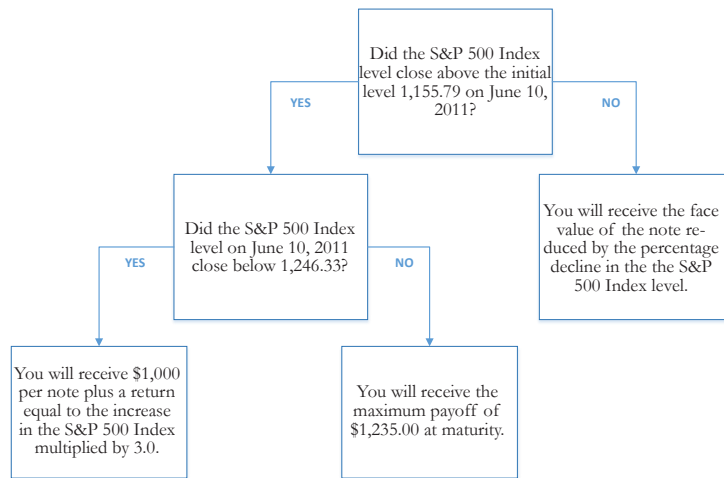 Did the S&P 500 Index
level close above the initial
level 1,155.79 on June 10,
2011?
YES
NO
Did the S&P 500 Index
level on June 10, 2011
close below 1,246.33?
You will receive the face
value of the note re-
duced by the percentage
decline in the the S&P
500 Index level.
YES
NO
You will receive $1,000
per note plus a return
equal to the increase
in the S&P 500 Index
multiplied by 3.0.
You will receive the
maximum payoff of
$1,235.00 at maturity.